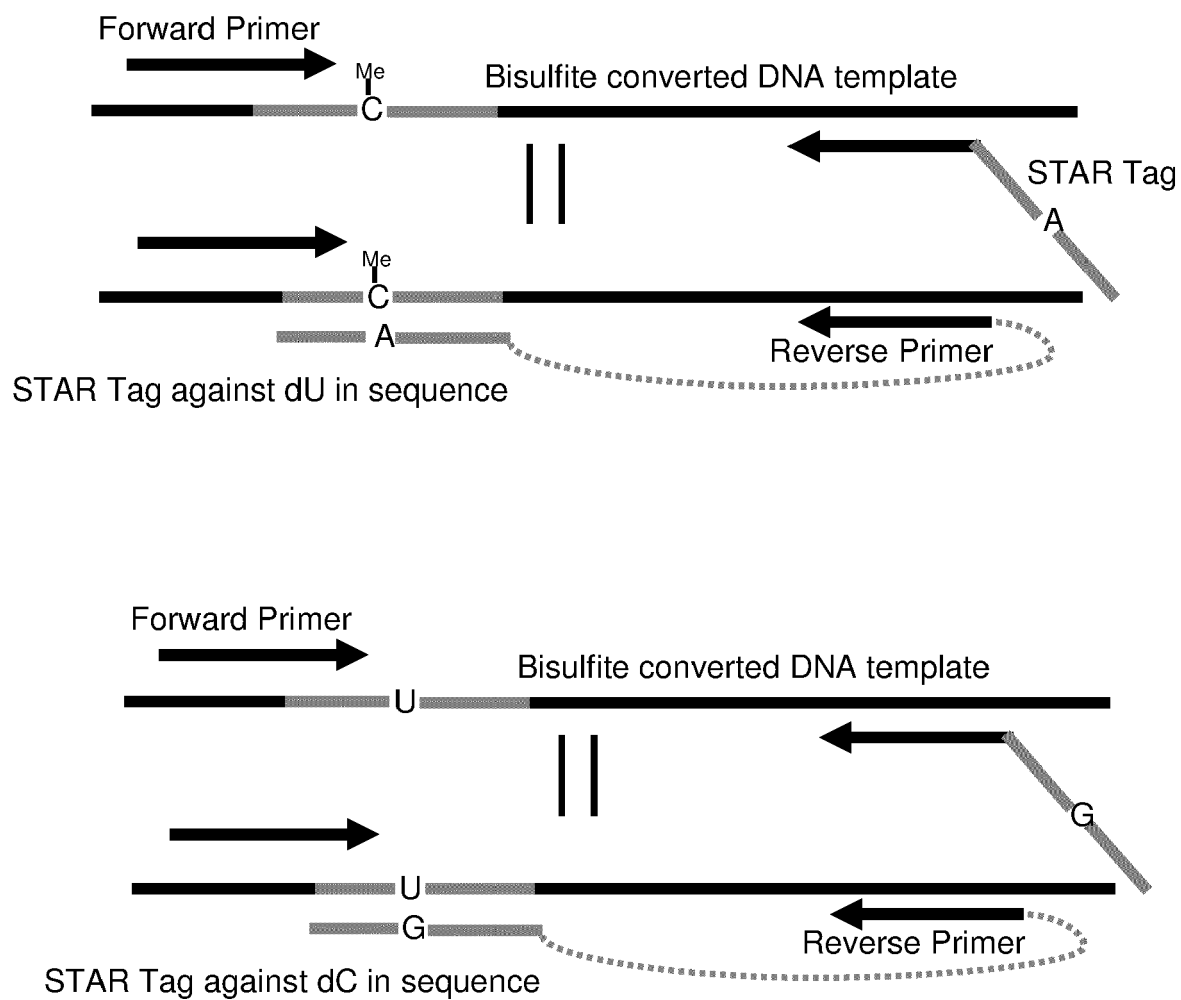 Forward Primer
Me
Bisulfite converted DNA template
C
STAR Tag
A
Me
C
A
Reverse Primer
STAR Tag against dU in sequence
Forward Primer
Bisulfite converted DNA template
U
G
U
G
Reverse Primer
STAR Tag against dC in sequence